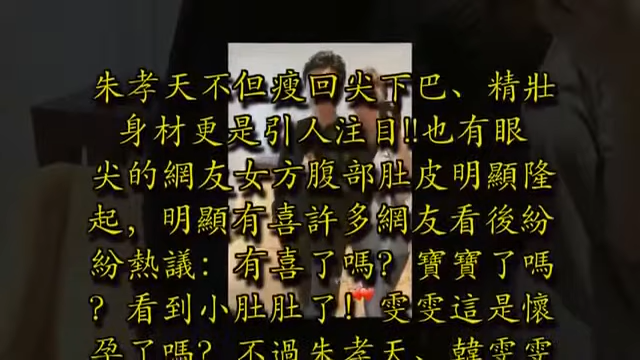 朱孝天不但瘦回尖下巴、精壯
身材更是引人注目!!也有眼
尖的網友女方腹部肚皮明顯隆
起，明顯有喜許多網友看後紛
紛熱議：有喜了嗎？寶寶了嗎
？看到小肚肚了！雯雯這是懷
孕了嗎？不過朱孝天、韓雯雯